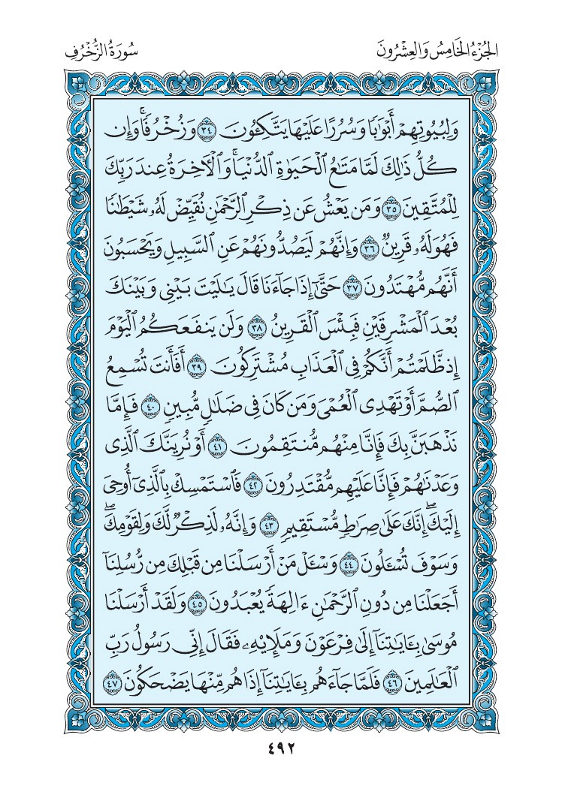 الجُزْءُ الخَامِسُ وَالعِشْرُونَ
سُورَةُ الزُّخْرُفِ
وَلِبُيُوتِهِمْ أَبْوَٰبًا وَسُرُرًا عَلَيْهَا يَتَّكِـُٔونَ ٣٤ وَزُخْرُفًا ۚ وَإِن
كُلُّ ذَٰلِكَ لَمَّا مَتَـٰعُ ٱلْحَيَوٰةِ ٱلدُّنْيَا ۚ وَٱلْـَٔاخِرَةُ عِندَ رَبِّكَ
لِلْمُتَّقِينَ ٣٥ وَمَن يَعْشُ عَن ذِكْرِ ٱلرَّحْمَـٰنِ نُقَيِّضْ لَهُۥ شَيْطَـٰنًا
فَهُوَ لَهُۥ قَرِينٌ ٣٦ وَإِنَّهُمْ لَيَصُدُّونَهُمْ عَنِ ٱلسَّبِيلِ وَيَحْسَبُونَ
أَنَّهُم مُّهْتَدُونَ ٣٧ حَتَّىٰٓ إِذَا جَآءَنَا قَالَ يَـٰلَيْتَ بَيْنِى وَبَيْنَكَ
بُعْدَ ٱلْمَشْرِقَيْنِ فَبِئْسَ ٱلْقَرِينُ ٣٨ وَلَن يَنفَعَكُمُ ٱلْيَوْمَ
إِذ ظَّلَمْتُمْ أَنَّكُمْ فِى ٱلْعَذَابِ مُشْتَرِكُونَ ٣٩ أَفَأَنتَ تُسْمِعُ
ٱلصُّمَّ أَوْ تَهْدِى ٱلْعُمْىَ وَمَن كَانَ فِى ضَلَـٰلٍ مُّبِينٍ ٤٠ فَإِمَّا
نَذْهَبَنَّ بِكَ فَإِنَّا مِنْهُم مُّنتَقِمُونَ ٤١ أَوْ نُرِيَنَّكَ ٱلَّذِى
وَعَدْنَـٰهُمْ فَإِنَّا عَلَيْهِم مُّقْتَدِرُونَ ٤٢ فَٱسْتَمْسِكْ بِٱلَّذِىٓ أُوحِىَ
إِلَيْكَ ۖ إِنَّكَ عَلَىٰ صِرَٰطٍ مُّسْتَقِيمٍ ٤٣ وَإِنَّهُۥ لَذِكْرٌ لَّكَ وَلِقَوْمِكَ ۖ
وَسَوْفَ تُسْـَٔلُونَ ٤٤ وَسْـَٔلْ مَنْ أَرْسَلْنَا مِن قَبْلِكَ مِن رُّسُلِنَآ
أَجَعَلْنَا مِن دُونِ ٱلرَّحْمَـٰنِ ءَالِهَةً يُعْبَدُونَ ٤٥ وَلَقَدْ أَرْسَلْنَا
مُوسَىٰ بِـَٔايَـٰتِنَآ إِلَىٰ فِرْعَوْنَ وَمَلَإِي۟هِۦ فَقَالَ إِنِّى رَسُولُ رَبِّ
ٱلْعَـٰلَمِينَ ٤٦ فَلَمَّا جَآءَهُم بِـَٔايَـٰتِنَآ إِذَا هُم مِّنْهَا يَضْحَكُونَ ٤٧
٤٩٢